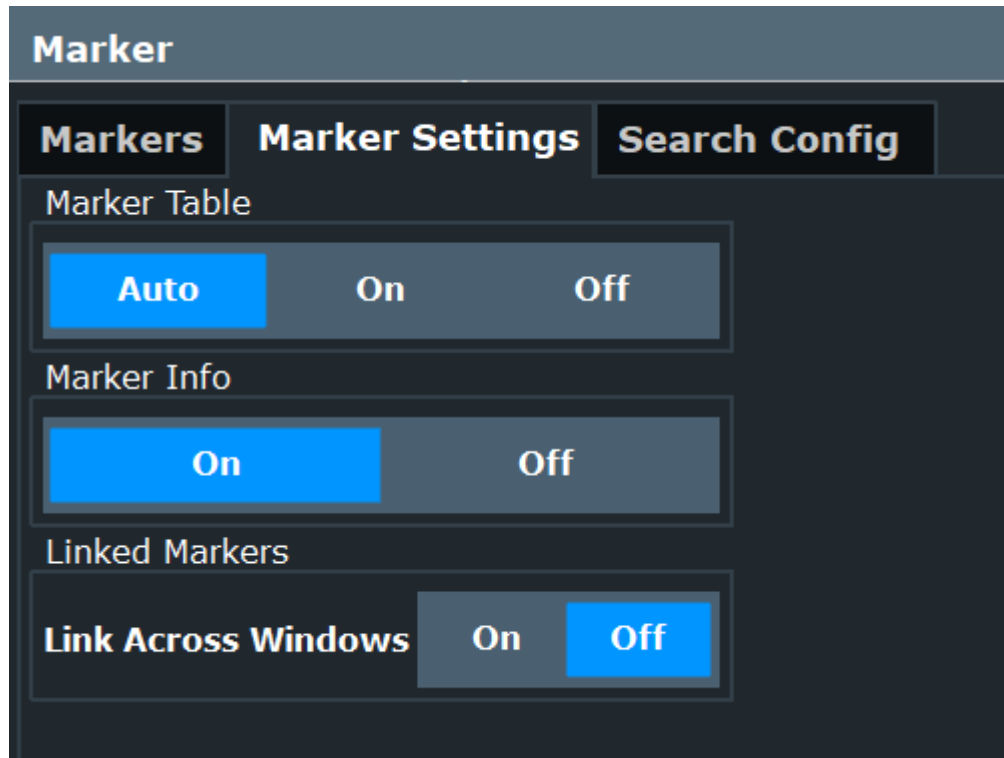 Marker
Markers Marker Settings Search Config
Marker Table
Auto On Off
Marker Info
On Off
Linked Markers
Link Across Windows On Off